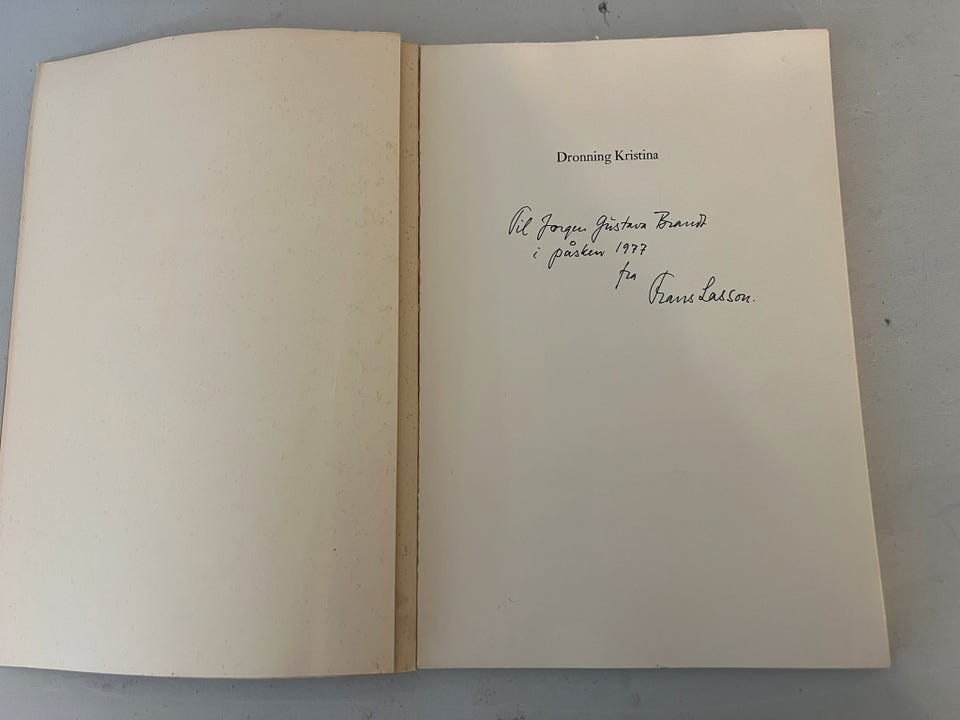 Dronning Kristina
Til Jørgen Gustava Brandt
i påsken 1977
fra
Frans Lasson.